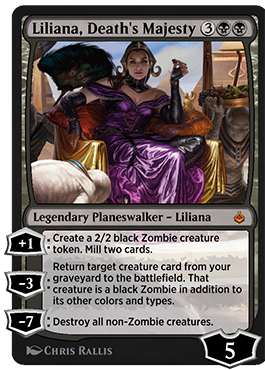 Liliana, Death's Majesty 3
Legendary Planeswalker – Liliana
+1
: Create a 2/2 black Zombie creature
token. Mill two cards.
-3
: Return target creature card from your
graveyard to the battlefield. That
creature is a black Zombie in addition to
its other colors and types.
-7
: Destroy all non-Zombie creatures.
5
Chris Rallis